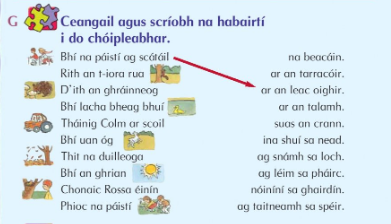 G Ceangail agus scríobh na habairtí
i do chóipleabhar.
Bhí na páistí ag scátáil na beacáin.
Rith an t-iora rua ar an tarracóir.
D'ith an ghráinneog ar an leac oighir.
Bhí lacha bheag bhuí ar an talamh.
Tháinig Colm ar scoil suas an crann.
Bhí uan óg ina shuí sa nead.
Thit na duilleoga ag snámh sa loch.
Bhí an ghrian ag léim sa pháirc.
Chonaic Rossa éinín nóiníní sa ghairdín.
Phioc na páistí ag taitneamh sa spéir.